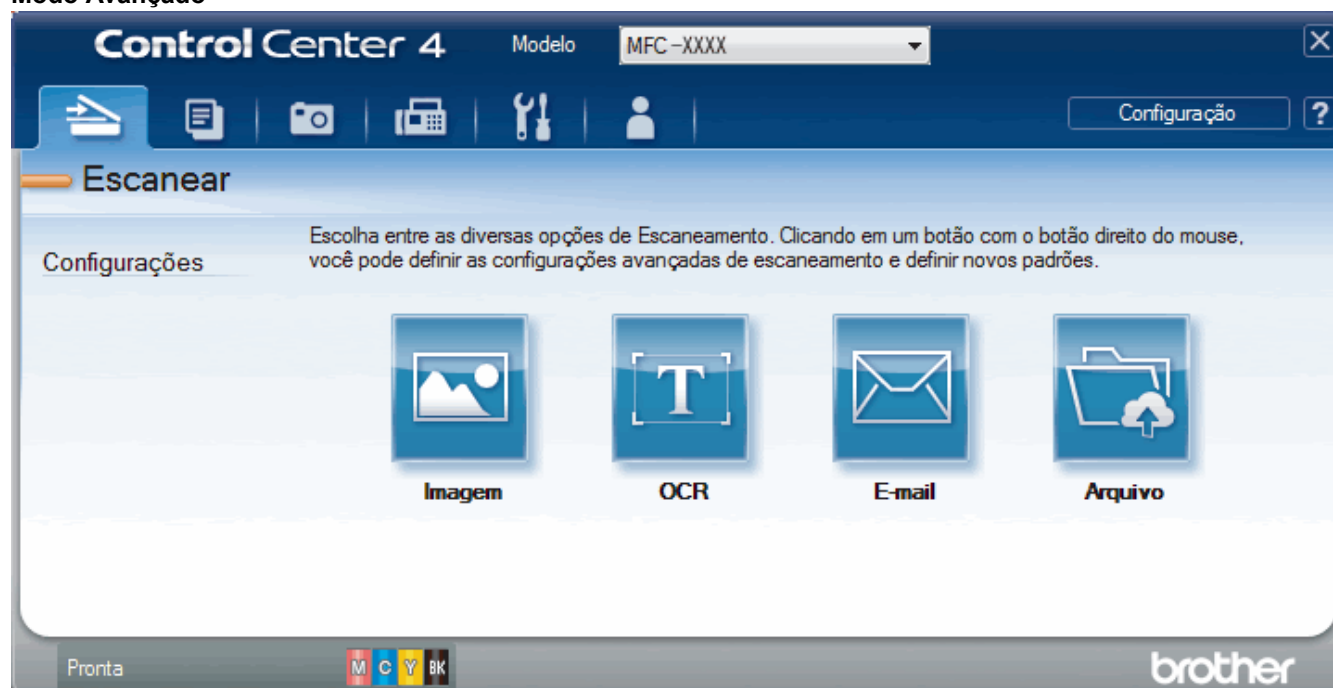 Modo Avançado
Control Center 4 Modelo MFC-XXXX
Configuração ?
Escanear
Escolha entre as diversas opções de Escaneamento. Clicando em um botão com o botão direito do mouse,
Configurações você pode definir as configurações avançadas de escaneamento e definir novos padrões.
T
Imagem OCR E-mail Arquivo
Pronta M C Y BK brother